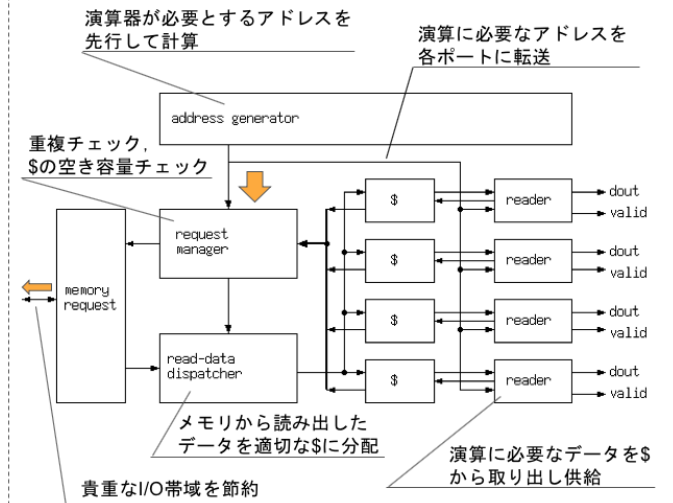 演算器が必要とするアドレスを
先行して計算
演算に必要なアドレスを
各ポートに転送
address generator
重複チェック,
$の空き容量チェック
$
reader
dout
valid
request
manager
$
reader
dout
valid
memory
request
$
reader
dout
valid
read-data
dispatcher
$
reader
dout
valid
メモリから読み出した
データを適切な$に分配
演算に必要なデータを$
から取り出し供給
貴重なI/O帯域を節約